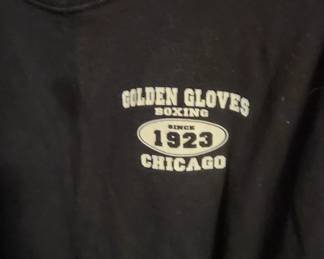 GOLDEN GLOVES
BOXING
SINCE
1923
CHICAGO